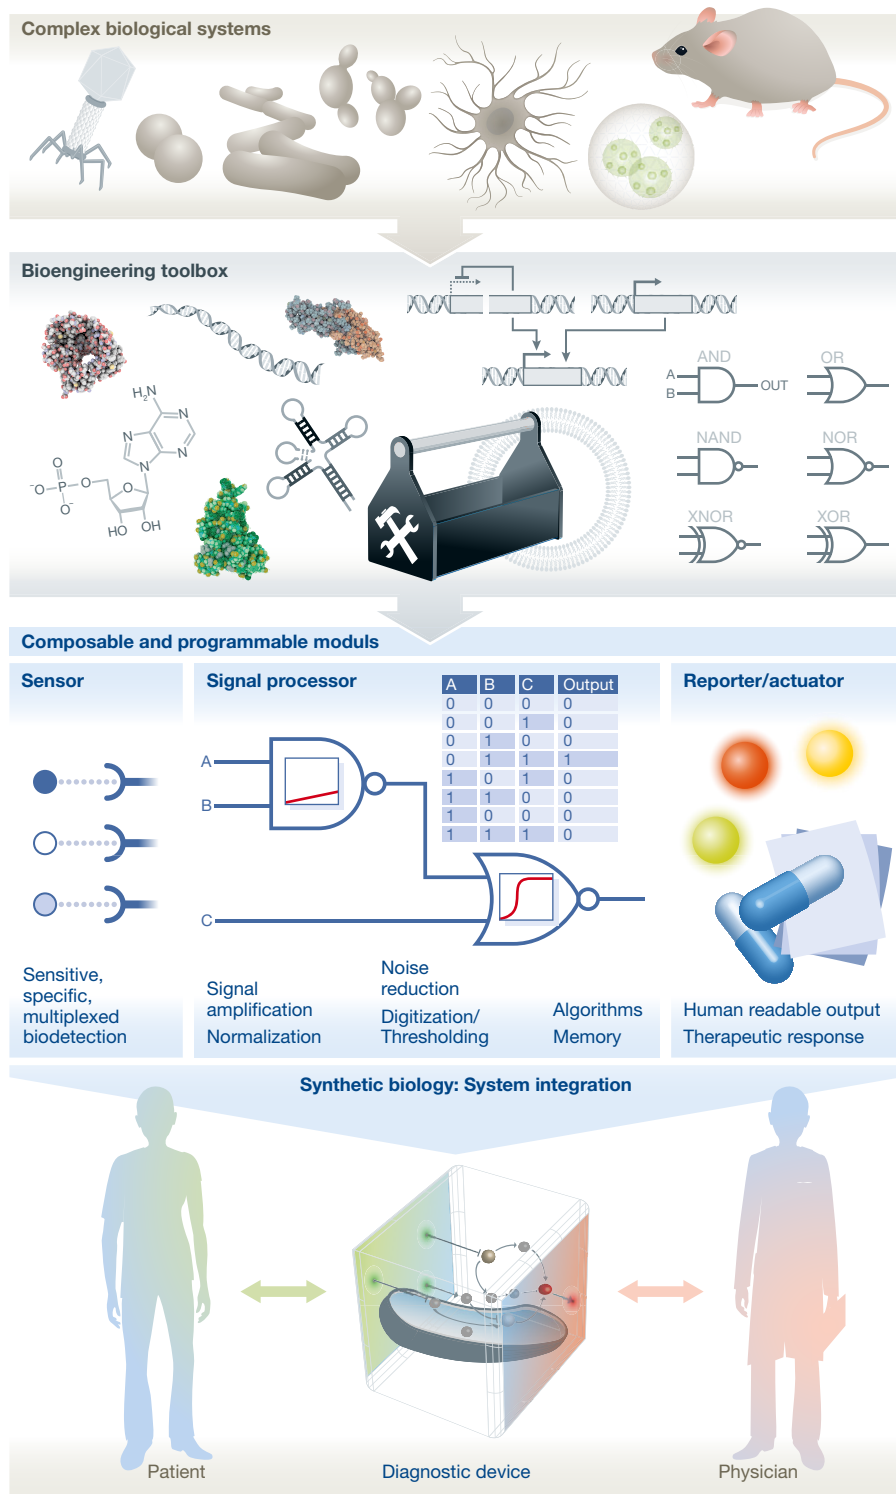 Complex biological systems
Bioengineering toolbox
AND
A
B
OUT
OR
NAND
NOR
XNOR
XOR
H₂N
N
N
N
N
O
⁻O
P
O
O⁻
O
HO
OH
Composable and programmable moduls
Sensor
Sensitive,
specific,
multiplexed
biodetection
Signal processor
A
B
C
A B C Output
0 0 0 0
0 0 1 0
0 1 0 0
0 1 1 1
1 0 1 0
1 1 0 0
1 0 0 0
1 1 1 0
Signal
amplification
Normalization
Noise
reduction
Digitization/
Thresholding
Algorithms
Memory
Reporter/actuator
Human readable output
Therapeutic response
Synthetic biology: System integration
Patient
Diagnostic device
Physician